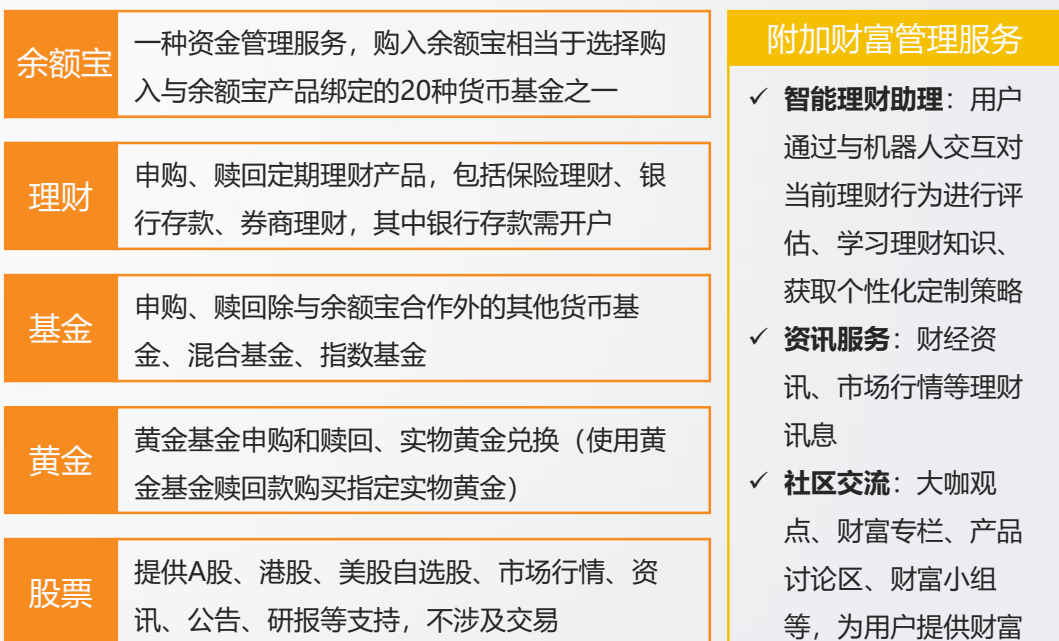 余额宝
一种资金管理服务，购入余额宝相当于选择购
入与余额宝产品绑定的20种货币基金之一
理财
申购、赎回定期理财产品，包括保险理财、银
行存款、券商理财，其中银行存款需开户
基金
申购、赎回除与余额宝合作外的其他货币基
金、混合基金、指数基金
黄金
黄金基金申购和赎回、实物黄金兑换（使用黄
金基金赎回款购买指定实物黄金）
股票
提供A股、港股、美股自选股、市场行情、资
讯、公告、研报等支持，不涉及交易
附加财富管理服务
✓ 智能理财助理：用户
通过与机器人交互对
当前理财行为进行评
估、学习理财知识、
获取个性化定制策略
✓ 资讯服务：财经资
讯、市场行情等理财
讯息
✓ 社区交流：大咖观
点、财富专栏、产品
讨论区、财富小组
等，为用户提供财富